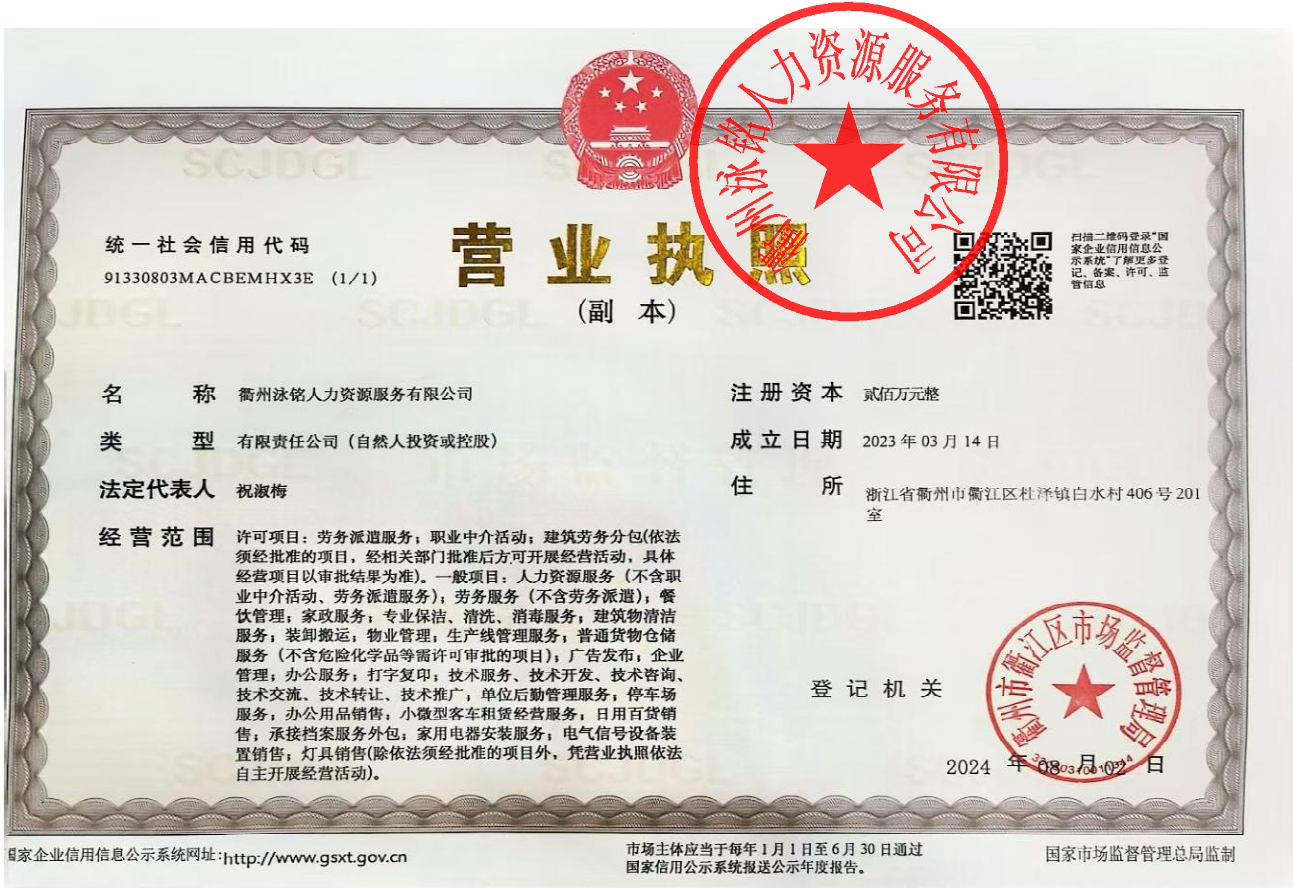 衢州泳铭人力资源服务有限公司
统一社会信用代码
91330803MACBEMHX3E (1/1)
营业执照
(副 本)
扫描二维码登录“国
家企业信用信息公
示系统”了解更多登
记、备案、许可、监
管信息
名 称 衢州泳铭人力资源服务有限公司
类 型 有限责任公司（自然人投资或控股）
法定代表人 祝淑梅
经营范围 许可项目：劳务派遣服务；职业中介活动；建筑劳务分包(依法
须经批准的项目，经相关部门批准后方可开展经营活动，具体
经营项目以审批结果为准)。一般项目：人力资源服务（不含职
业中介活动、劳务派遣服务）；劳务服务（不含劳务派遣）；餐
饮管理；家政服务；专业保洁、清洗、消毒服务；建筑物清洁
服务；装卸搬运；物业管理；生产线管理服务；普通货物仓储
服务（不含危险化学品等需许可审批的项目）；广告发布；企业
管理；办公服务；打字复印；技术服务、技术开发、技术咨询、
技术交流、技术转让、技术推广；单位后勤管理服务；停车场
服务；办公用品销售；小微型客车租赁经营服务；日用百货销
售；承接档案服务外包；家用电器安装服务；电气信号设备装
置销售；灯具销售(除依法须经批准的项目外，凭营业执照依法
自主开展经营活动)。
注册资本 贰佰万元整
成立日期 2023 年 03 月 14 日
住 所 浙江省衢州市衢江区杜泽镇白水村 406 号 201
室
登记机关
衢州市衢江区市场监督管理局
2024 年 08 月 02 日
国家企业信用信息公示系统网址：http://www.gsxt.gov.cn
市场主体应当于每年 1 月 1 日至 6 月 30 日通过
国家信用公示系统报送公示年度报告。
国家市场监督管理总局监制
SCJDGL